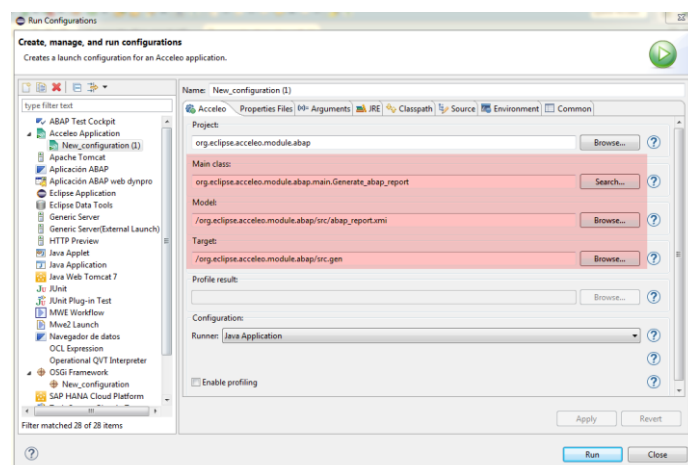 Run Configurations
Create, manage, and run configurations
Creates a launch configuration for an Acceleo application.
Name: New_configuration (1)
type filter text
Acceleo Properties Files (x)= Arguments JRE Classpath Source Environment Common
ABAP Test Cockpit
Acceleo Application
New_configuration (1)
Apache Tomcat
Aplicación ABAP
Aplicación ABAP web dynpro
Eclipse Application
Eclipse Data Tools
Generic Server
Generic Server(External Launch)
HTTP Preview
Java Applet
Java Application
Java Web Tomcat 7
JUnit
JUnit Plug-in Test
MWE Workflow
Mwe2 Launch
Navegador de datos
OCL Expression
Operational QVT Interpreter
OSGi Framework
New_configuration
SAP HANA Cloud Platform
Filter matched 28 of 28 items
Project:
org.eclipse.acceleo.module.abap
Browse...
Main class:
org.eclipse.acceleo.module.abap.main.Generate_abap_report
Search...
Model:
/org.eclipse.acceleo.module.abap/src/abap_report.xmi
Browse...
Target:
/org.eclipse.acceleo.module.abap/src.gen
Browse...
Profile result:
Browse...
Configuration:
Runner: Java Application
Enable profiling
Apply Revert
Run Close